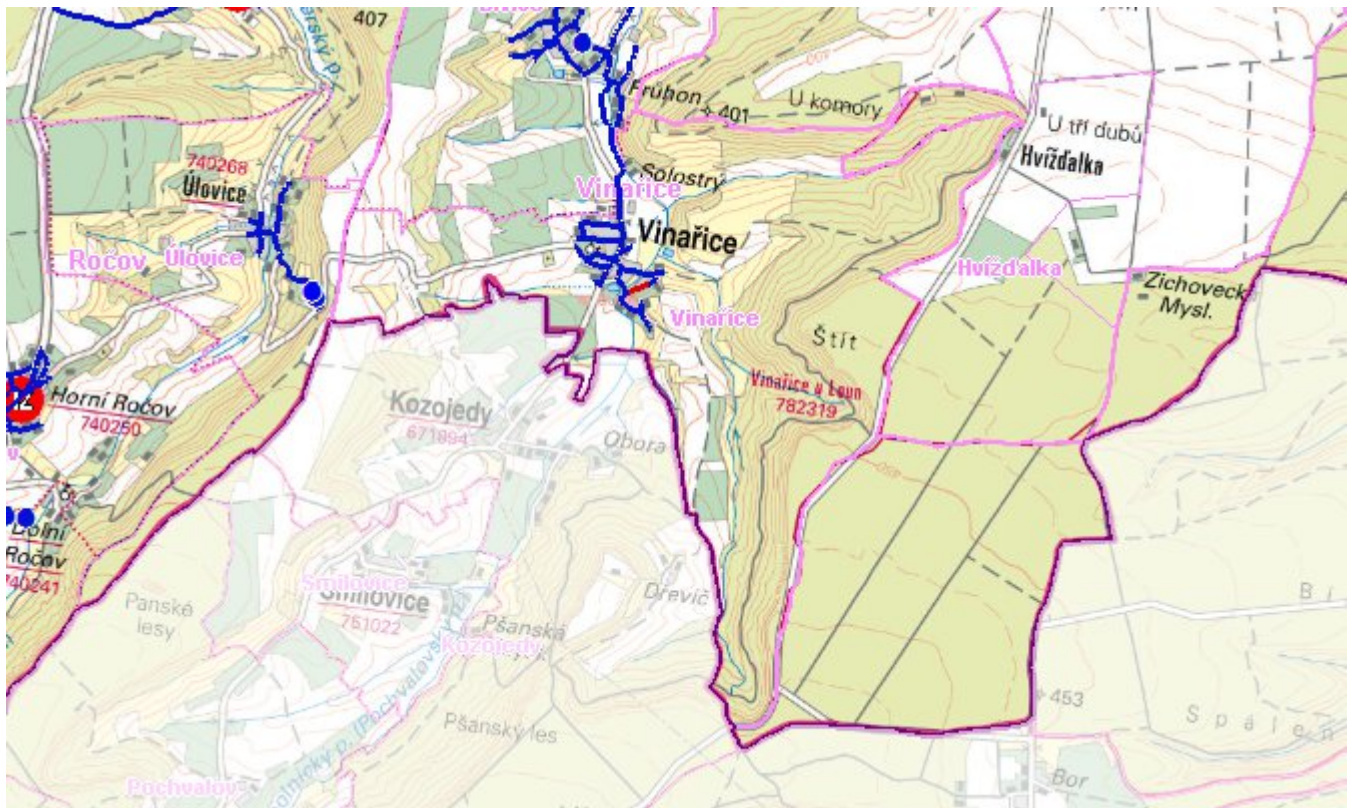 407
Frühon
401
U komory
U tří dubů
Hvížďalka
740268
Úlovice
Solostrý
Vinařice
Vinařice
Ročov
Úlovice
Hvížďalka
Zichoveck
Mysl.
Vinařice
Štít
Vinařice u Loun
782319
Horní Ročov
740250
Kozojedy
671894
Obora
Dolní
Ročov
740241
Smilovice
Smilovice
751022
Panské
lesy
Dřevíč
Pšanská
Kozojedy
453
Pšanský les
Spálen
Bor
Pochvalov